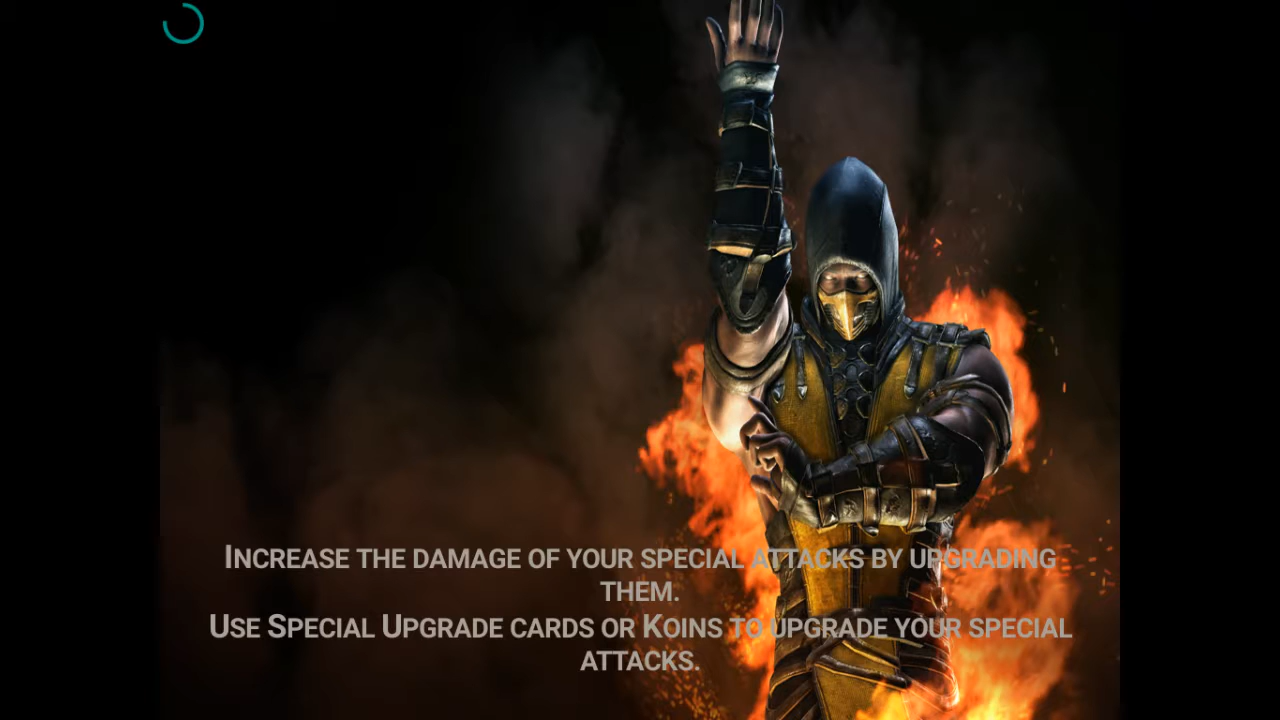 Increase the damage of your special attacks by upgrading
them.
Use Special Upgrade cards or Koins to upgrade your special
attacks.